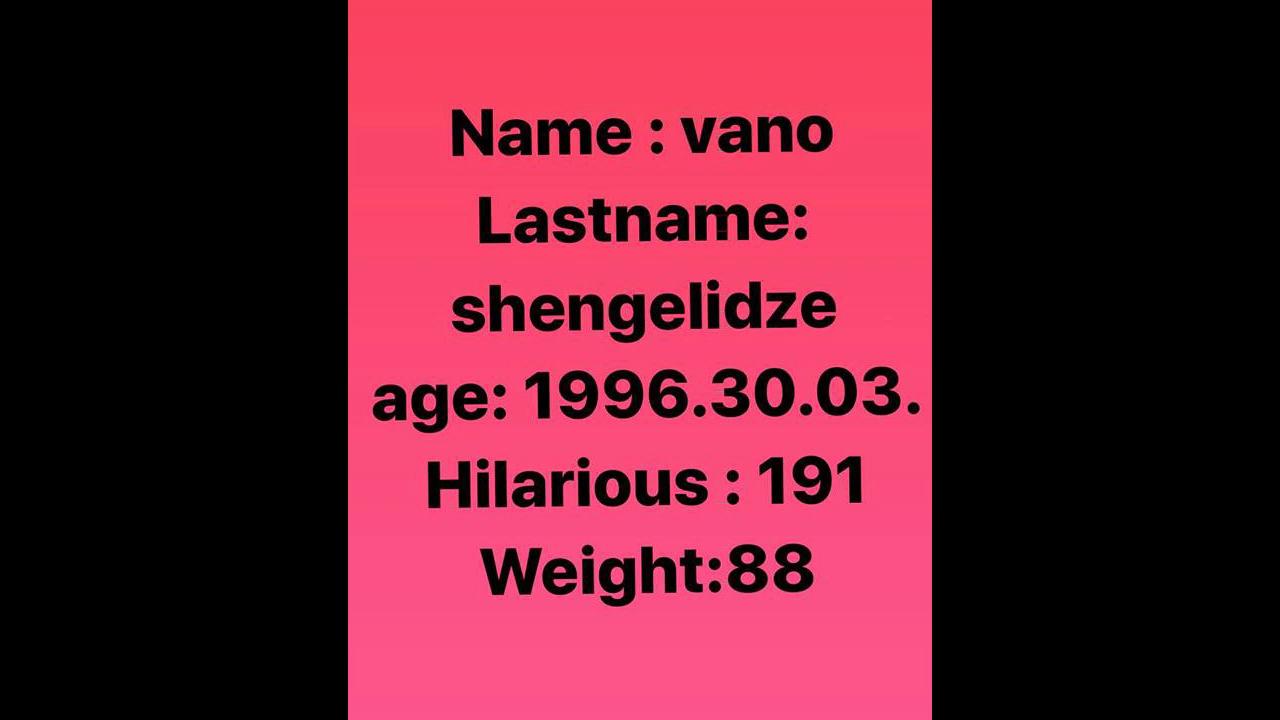 Name : vano
Lastname:
shengelidze
age: 1996.30.03.
Hilarious : 191
Weight:88